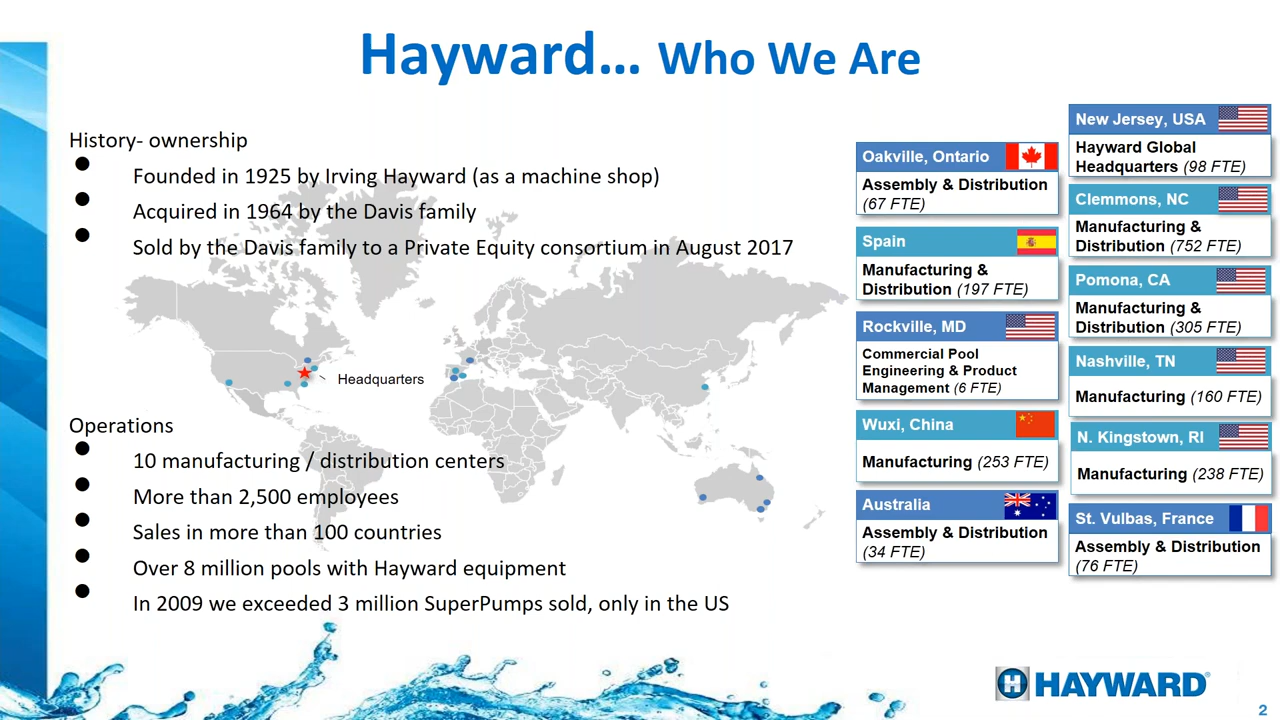 Hayward... Who We Are
History- ownership
● Founded in 1925 by Irving Hayward (as a machine shop)
● Acquired in 1964 by the Davis family
● Sold by the Davis family to a Private Equity consortium in August 2017
Headquarters
Operations
● 10 manufacturing / distribution centers
● More than 2,500 employees
● Sales in more than 100 countries
● Over 8 million pools with Hayward equipment
● In 2009 we exceeded 3 million SuperPumps sold, only in the US
Oakville, Ontario
Assembly & Distribution
(67 FTE)
Spain
Manufacturing &
Distribution (197 FTE)
Rockville, MD
Commercial Pool
Engineering & Product
Management (6 FTE)
Wuxi, China
Manufacturing (253 FTE)
Australia
Assembly & Distribution
(34 FTE)
New Jersey, USA
Hayward Global
Headquarters (98 FTE)
Clemmons, NC
Manufacturing &
Distribution (752 FTE)
Pomona, CA
Manufacturing &
Distribution (305 FTE)
Nashville, TN
Manufacturing (160 FTE)
N. Kingstown, RI
Manufacturing (238 FTE)
St. Vulbas, France
Assembly & Distribution
(76 FTE)
H HAYWARD®
2